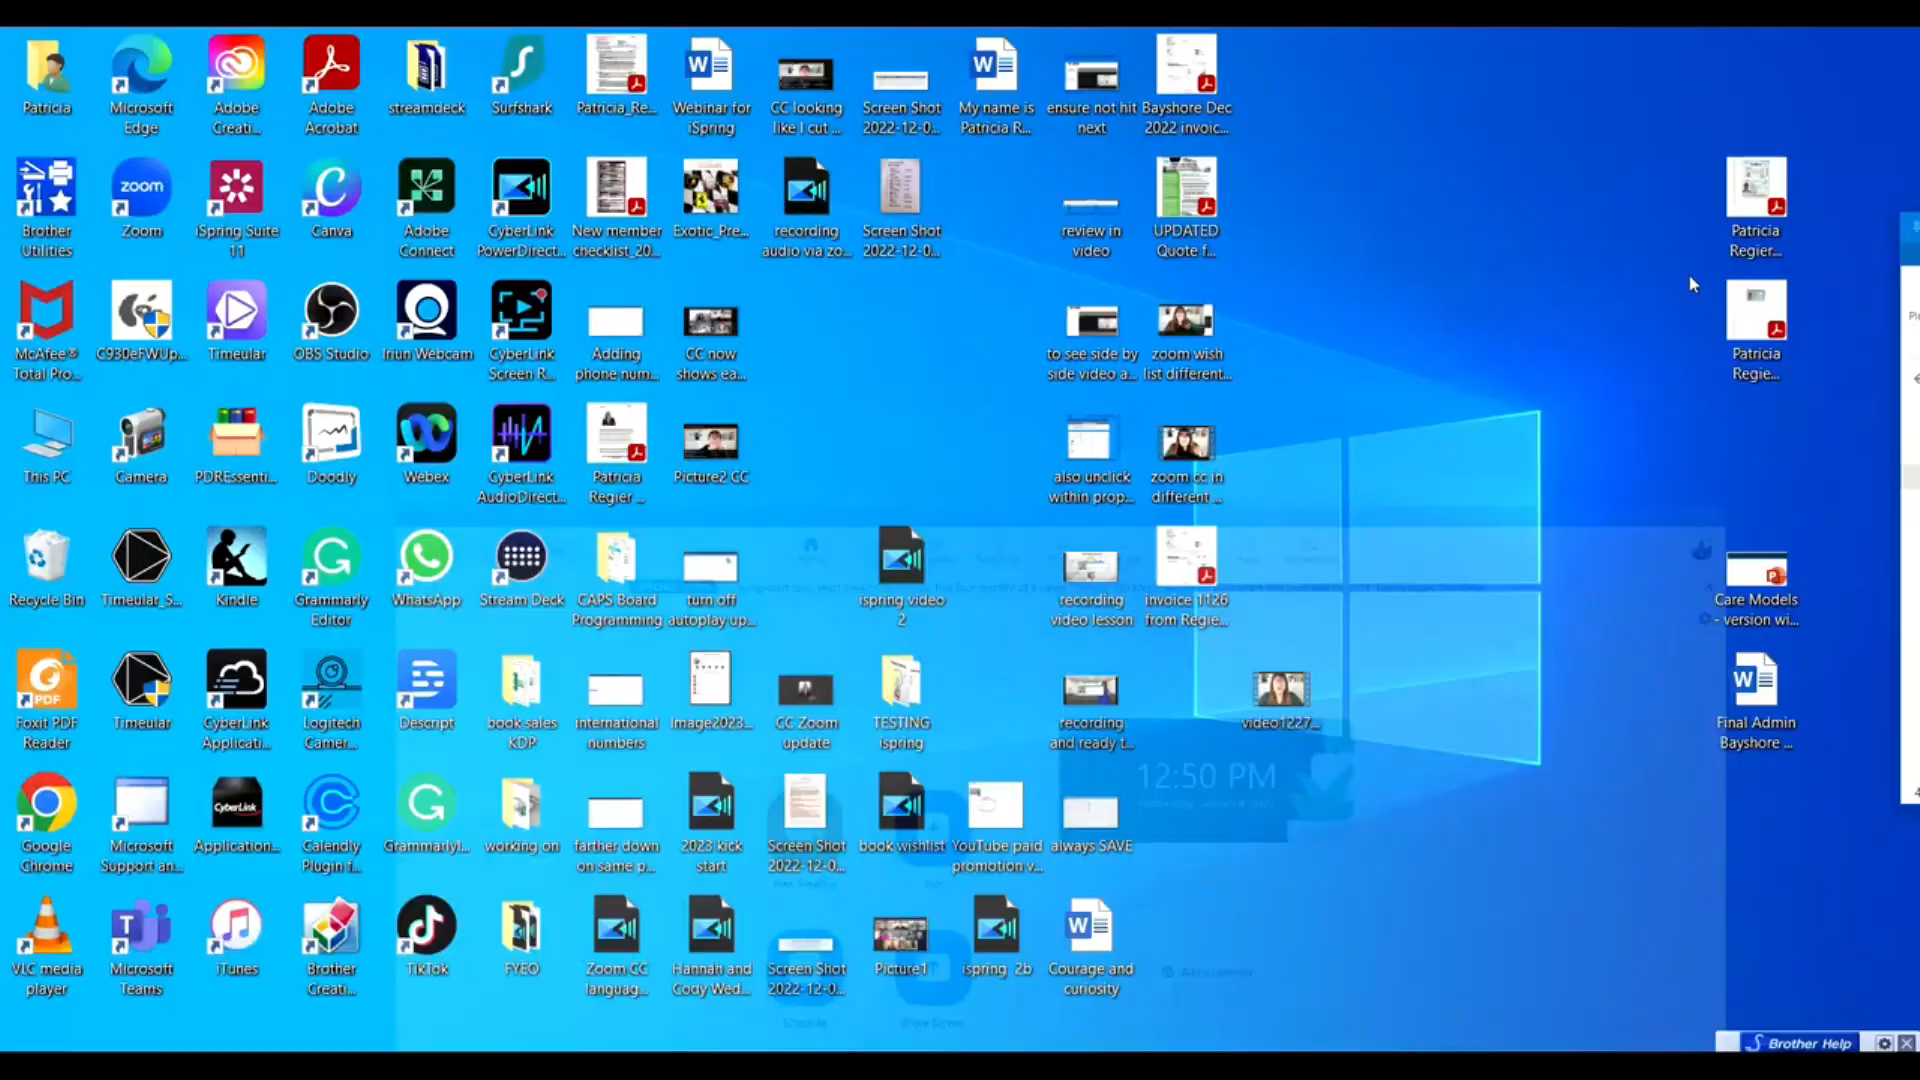 Patricia
Microsoft
Edge
Adobe
Creati...
Adobe
Acrobat
streamdeck
Surfshark
Patricia_Re...
Webinar for
iSpring
CC looking
like I cut ...
Screen Shot
2022-12-0...
My name is
Patricia R...
ensure not hit
next
Bayshore Dec
2022 invoic...
Brother
Utilities
zoom
Zoom
iSpring Suite
11
Canva
Adobe
Connect
CyberLink
PowerDirect...
New member
checklist_20...
Exotic_Pre...
recording
audio via zo...
Screen Shot
2022-12-0...
review in
video
UPDATED
Quote f...
Patricia
Regier...
McAfee®
Total Pro...
C930eFWUp...
Timeular
OBS Studio
Iriun Webcam
CyberLink
Screen R...
Adding
phone num...
CC now
shows ea...
to see side by
side video a...
zoom wish
list different...
Patricia
Regie...
This PC
Camera
PDREssenti...
Doodly
Webex
CyberLink
AudioDirect...
Patricia
Regier ...
Picture2 CC
also unclick
within prop...
zoom cc in
different ...
Recycle Bin
Timeular_S...
Kindle
Grammarly
Editor
WhatsApp
Stream Deck
CAPS Board
Programming
turn off
autoplay up...
ispring video
2
recording
video lesson
invoice 1126
from Regie...
Care Models
- version wi...
PDF
Foxit PDF
Reader
Timeular
CyberLink
Applicati...
Logitech
Camer...
Descript
book sales
KDP
international
numbers
Image2023...
CC Zoom
update
TESTING
ispring
recording
and ready t...
video1227...
Final Admin
Bayshore ...
12:50 PM
Google
Chrome
Microsoft
Support an...
CyberLink
Application...
Calendly
Plugin f...
GrammarlyI...
working on
farther down
on same p...
2023 kick
start
Screen Shot
2022-12-0...
book wishlist
YouTube paid
promotion v...
always SAVE
VLC media
player
Microsoft
Teams
iTunes
Brother
Creati...
TikTok
FYEO
Zoom CC
languag...
Hannah and
Cody Wed...
Screen Shot
2022-12-0...
Picture1
ispring 2b
Courage and
curiosity
Brother Help